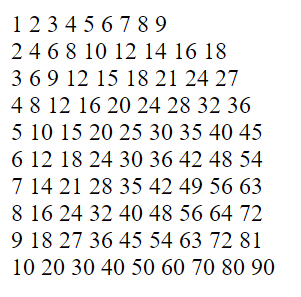 1 2 3 4 5 6 7 8 9
2 4 6 8 10 12 14 16 18
3 6 9 12 15 18 21 24 27
4 8 12 16 20 24 28 32 36
5 10 15 20 25 30 35 40 45
6 12 18 24 30 36 42 48 54
7 14 21 28 35 42 49 56 63
8 16 24 32 40 48 56 64 72
9 18 27 36 45 54 63 72 81
10 20 30 40 50 60 70 80 90